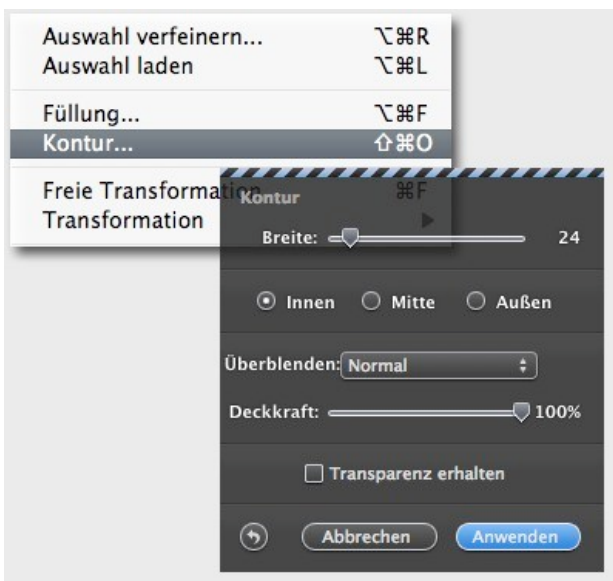 Auswahl verfeinern... ⌥⌘R
Auswahl laden ⌥⌘L
Füllung... ⌥⌘F
Kontur... ⇧⌘O
Freie Transformation ⌘F
Transformation ▶
Kontur
Breite: 24
Innen Mitte Außen
Überblenden: Normal
Deckkraft: 100%
Transparenz erhalten
Abbrechen Anwenden